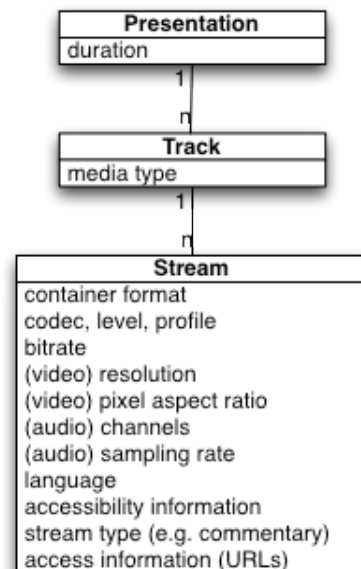 Presentation
duration
1
n
Track
media type
1
n
Stream
container format
codec, level, profile
bitrate
(video) resolution
(video) pixel aspect ratio
(audio) channels
(audio) sampling rate
language
accessibility information
stream type (e.g. commentary)
access information (URLs)